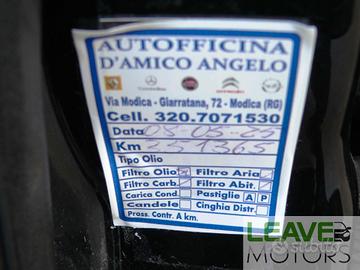 AUTOFFICINA
D'AMICO ANGELO
Via Modica - Giarratana, 72 - Modica (RG)
Cell. 320.7071530
Data 03-05-25
Km 251365
Tipo Olio
Filtro Olio Filtro Aria
Filtro Carb. Filtro Abit.
Carica Cond. Pastiglie A P
Candele Cinghia Distr.
Pross. Contr. A km.
LEAVE
MOTORS